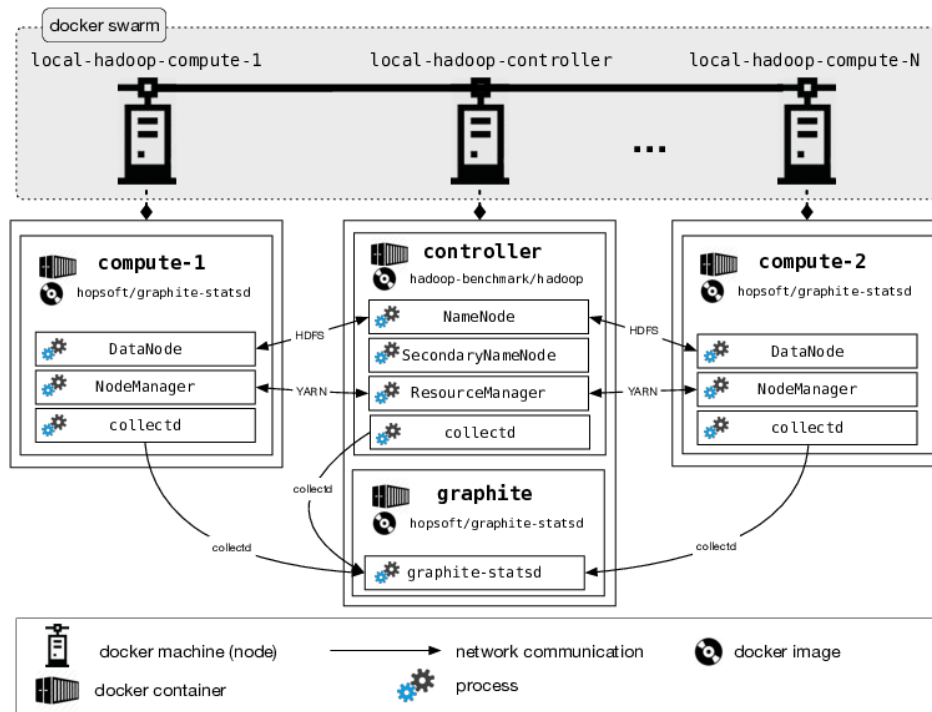 docker swarm
local-hadoop-compute-1
local-hadoop-controller
local-hadoop-compute-N
...
compute-1
hopsoft/graphite-statsd
DataNode
NodeManager
collectd
controller
hadoop-benchmark/hadoop
NameNode
SecondaryNameNode
ResourceManager
collectd
compute-2
hopsoft/graphite-statsd
DataNode
NodeManager
collectd
HDFS
HDFS
YARN
YARN
collectd
graphite
hopsoft/graphite-statsd
graphite-statsd
collectd
collectd
docker machine (node)
network communication
docker image
docker container
process